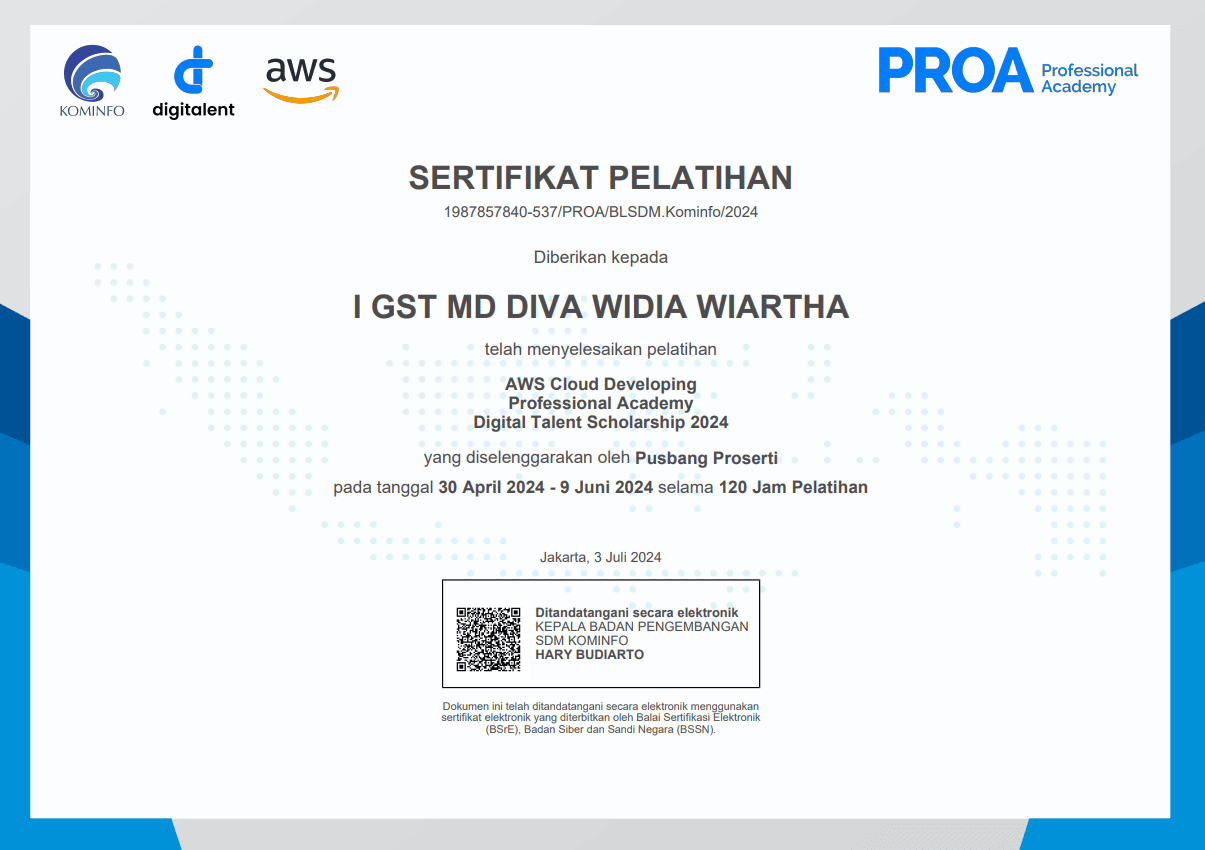 KOMINFO
digitalent
aws
PROA Professional
Academy
SERTIFIKAT PELATIHAN
1987857840-537/PROA/BLSDM.Kominfo/2024
Diberikan kepada
I GST MD DIVA WIDIA WIARTHA
telah menyelesaikan pelatihan
AWS Cloud Developing
Professional Academy
Digital Talent Scholarship 2024
yang diselenggarakan oleh Pusbang Proserti
pada tanggal 30 April 2024 - 9 Juni 2024 selama 120 Jam Pelatihan
Jakarta, 3 Juli 2024
Ditandatangani secara elektronik
KEPALA BADAN PENGEMBANGAN
SDM KOMINFO
HARY BUDIARTO
Dokumen ini telah ditandatangani secara elektronik menggunakan
sertifikat elektronik yang diterbitkan oleh Balai Sertifikasi Elektronik
(BSrE), Badan Siber dan Sandi Negara (BSSN).